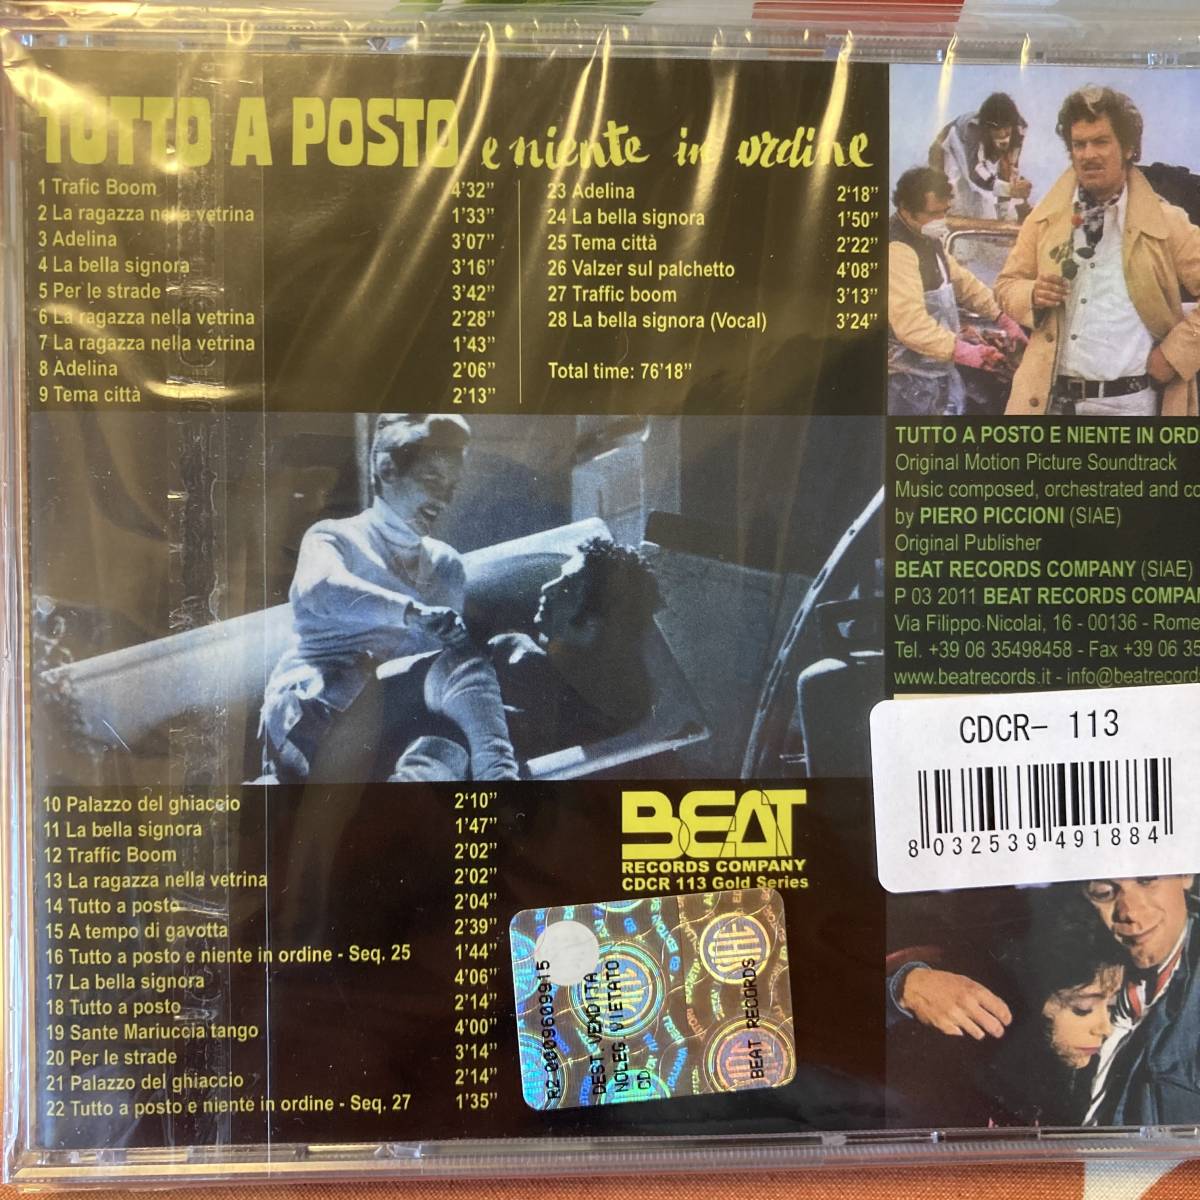 TUTTO A POSTO e niente in ordine
1 Trafic Boom 4'32"
2 La ragazza nella vetrina 1'33"
3 Adelina 3'07"
4 La bella signora 3'16"
5 Per le strade 3'42"
6 La ragazza nella vetrina 2'28"
7 La ragazza nella vetrina 1'43"
8 Adelina 2'06"
9 Tema città 2'13"
23 Adelina 2'18"
24 La bella signora 1'50"
25 Tema città 2'22"
26 Valzer sul palchetto 4'08"
27 Traffic boom 3'13"
28 La bella signora (Vocal) 3'24"
Total time: 76'18"
TUTTO A POSTO E NIENTE IN ORD
Original Motion Picture Soundtrack
Music composed, orchestrated and co
by PIERO PICCIONI (SIAE)
Original Publisher
BEAT RECORDS COMPANY (SIAE)
P 03 2011 BEAT RECORDS COMPAN
Via Filippo Nicolai, 16 - 00136 - Rome
Tel. +39 06 35498458 - Fax +39 06 35
www.beatrecords.it - info@beatrecords
CDCR- 113
8 032539 491884
10 Palazzo del ghiaccio 2'10"
11 La bella signora 1'47"
12 Traffic Boom 2'02"
13 La ragazza nella vetrina 2'02"
14 Tutto a posto 2'04"
15 A tempo di gavotta 2'39"
16 Tutto a posto e niente in ordine - Seq. 25 1'44"
17 La bella signora 4'06"
18 Tutto a posto 2'14"
19 Sante Mariuccia tango 4'00"
20 Per le strade 3'14"
21 Palazzo del ghiaccio 2'14"
22 Tutto a posto e niente in ordine - Seq. 27 1'35"
BEAT
RECORDS COMPANY
CDCR 113 Gold Series
R2 0009609915
DEST.VENDITA
NOLEG VIETATO
CD
BEAT RECORDS
SIAE